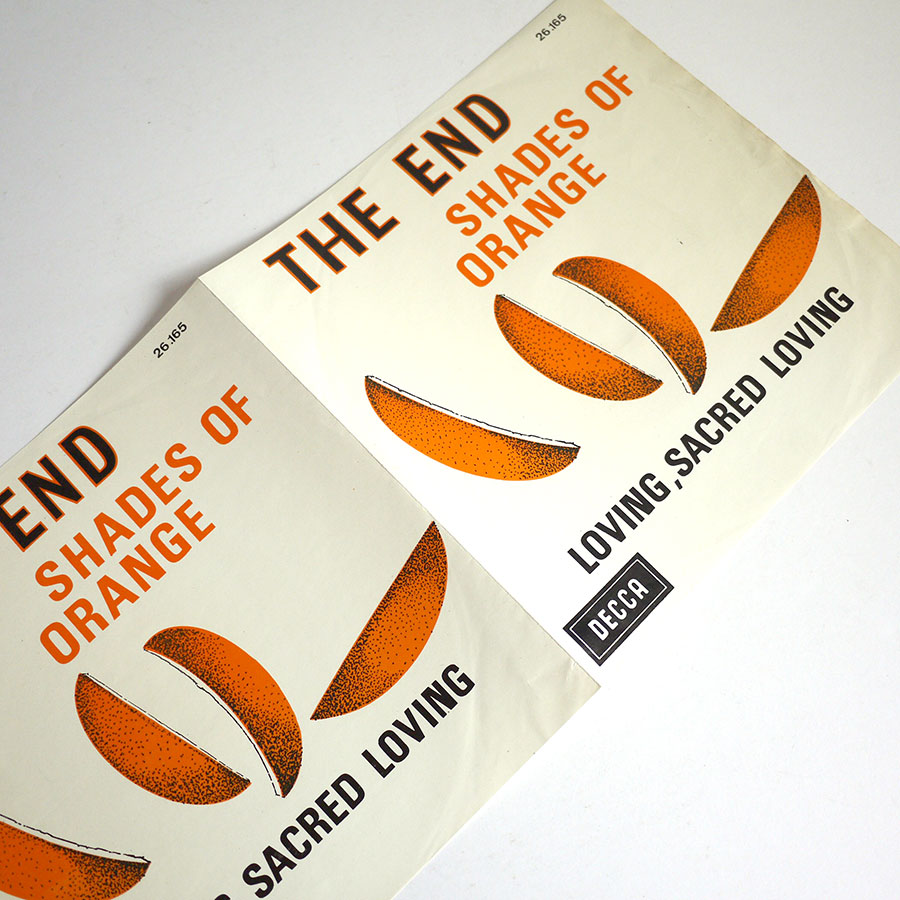 26.165
THE END
SHADES OF
ORANGE
LOVING, SACRED LOVING
DECCA
26.165
END
SHADES OF
ORANGE
SACRED LOVING